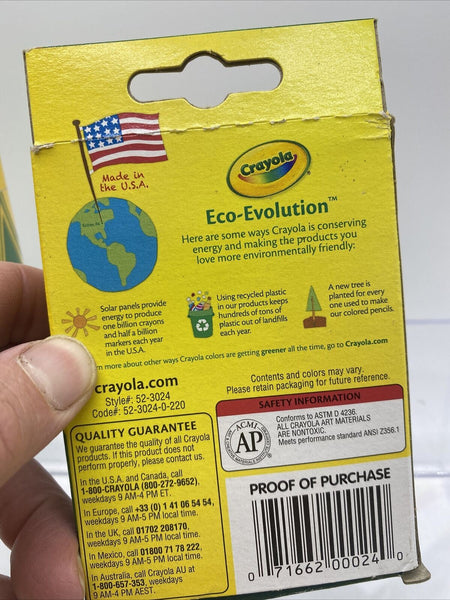 Made in
the U.S.A.
Crayola
Eco-Evolution™
Here are some ways Crayola is conserving
energy and making the products you
love more environmentally friendly:
Solar panels provide
energy to produce
one billion crayons
and half a billion
markers each year
in the U.S.A.
Using recycled plastic
in our products keeps
hundreds of tons of
plastic out of landfills
each year.
A new tree is
planted for every
one used to make
our colored pencils.
more about other ways Crayola colors are getting greener all the time, go to Crayola.com.
crayola.com
Style#: 52-3024
Code#: 52-3024-0-220
Contents and colors may vary.
Please retain packaging for future reference.
SAFETY INFORMATION
ACMI
AP
Conforms to ASTM D 4236.
ALL CRAYOLA ART MATERIALS
ARE NONTOXIC.
Meets performance standard ANSI Z356.1
QUALITY GUARANTEE
We guarantee the quality of all Crayola
products. If this product does not
perform properly, please contact us.
In the U.S.A. and Canada, call
1-800-CRAYOLA (800-272-9652).
weekdays 9 AM-4 PM ET.
In Europe, call +33 (0) 1 41 06 54 54,
weekdays 9 AM-5 PM local time.
In the UK, call 01702 208170,
weekdays 9 AM-5 PM local time.
In Mexico, call 01800 71 78 222,
weekdays 9 AM-5 PM local time.
In Australia, call Crayola AU at
1-800-657-353, weekdays
9 AM-4 PM AEST.
PROOF OF PURCHASE
0 71662 00024 0